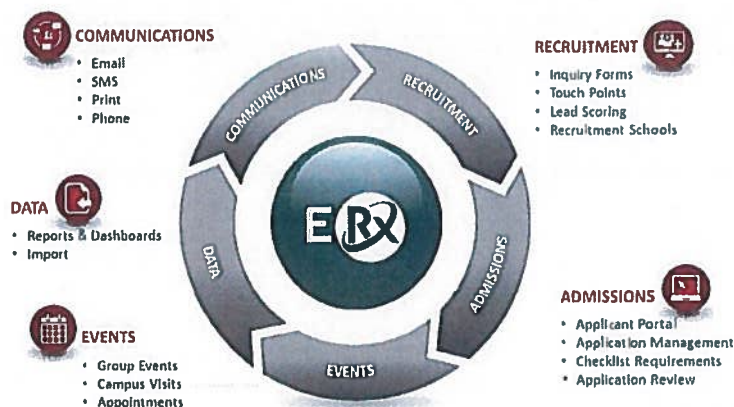 COMMUNICATIONS
• Email
• SMS
• Print
• Phone
RECRUITMENT
• Inquiry Forms
• Touch Points
• Lead Scoring
• Recruitment Schools
COMMUNICATIONS
RECRUITMENT
ADMISSIONS
EVENTS
DATA
ERx
DATA
• Reports & Dashboards
• Import
ADMISSIONS
• Applicant Portal
• Application Management
• Checklist Requirements
• Application Review
EVENTS
• Group Events
• Campus Visits
• Appointments